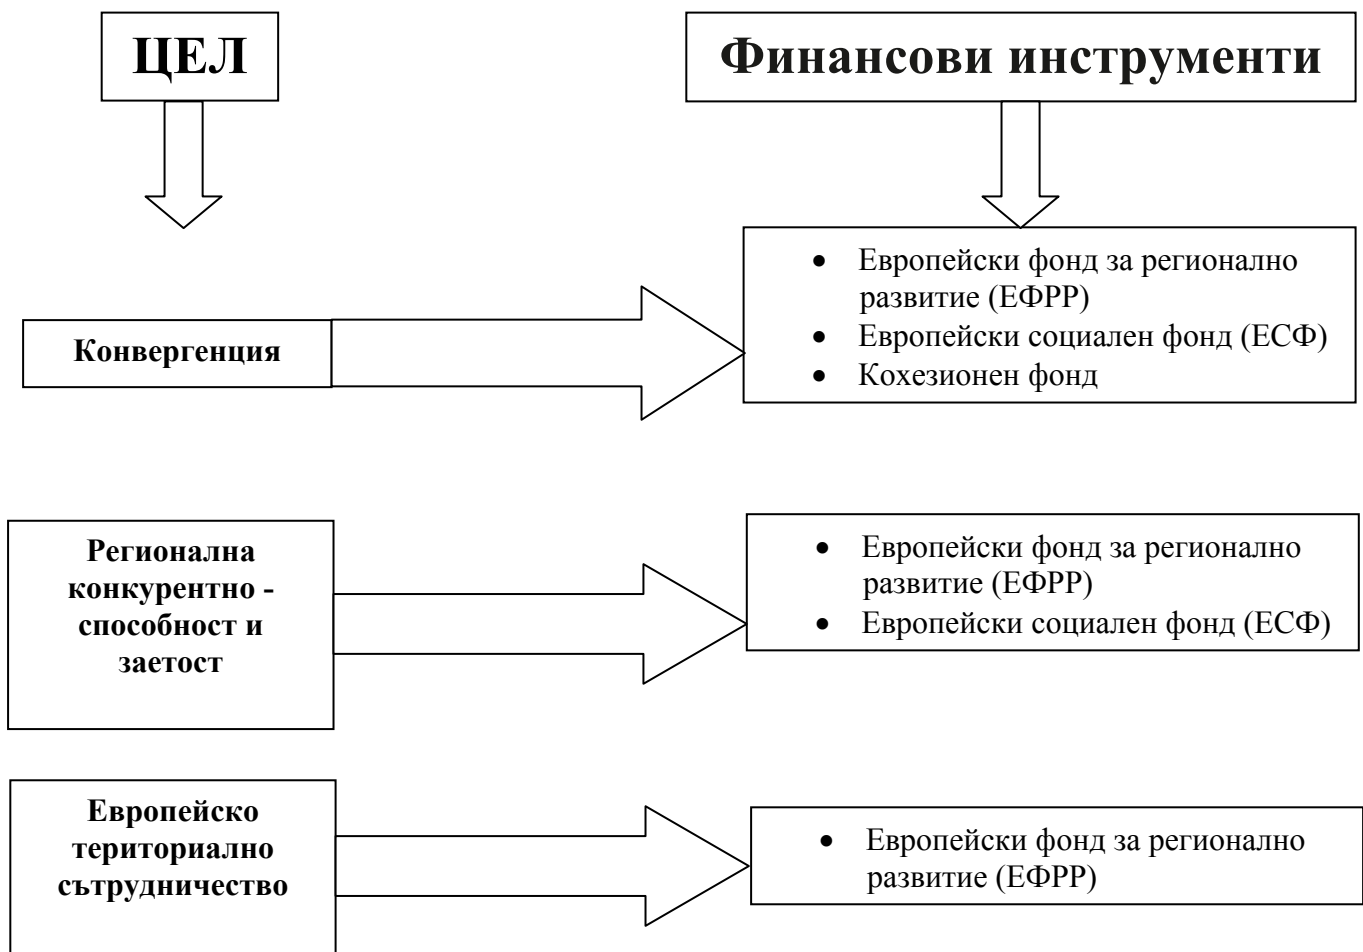 ЦЕЛ
Финансови инструменти
Конвергенция
• Европейски фонд за регионално
развитие (ЕФРР)
• Европейски социален фонд (ЕСФ)
• Кохезионен фонд
Регионална
конкурентно -
способност и
заетост
• Европейски фонд за регионално
развитие (ЕФРР)
• Европейски социален фонд (ЕСФ)
Европейско
териториално
сътрудничество
• Европейски фонд за регионално
развитие (ЕФРР)